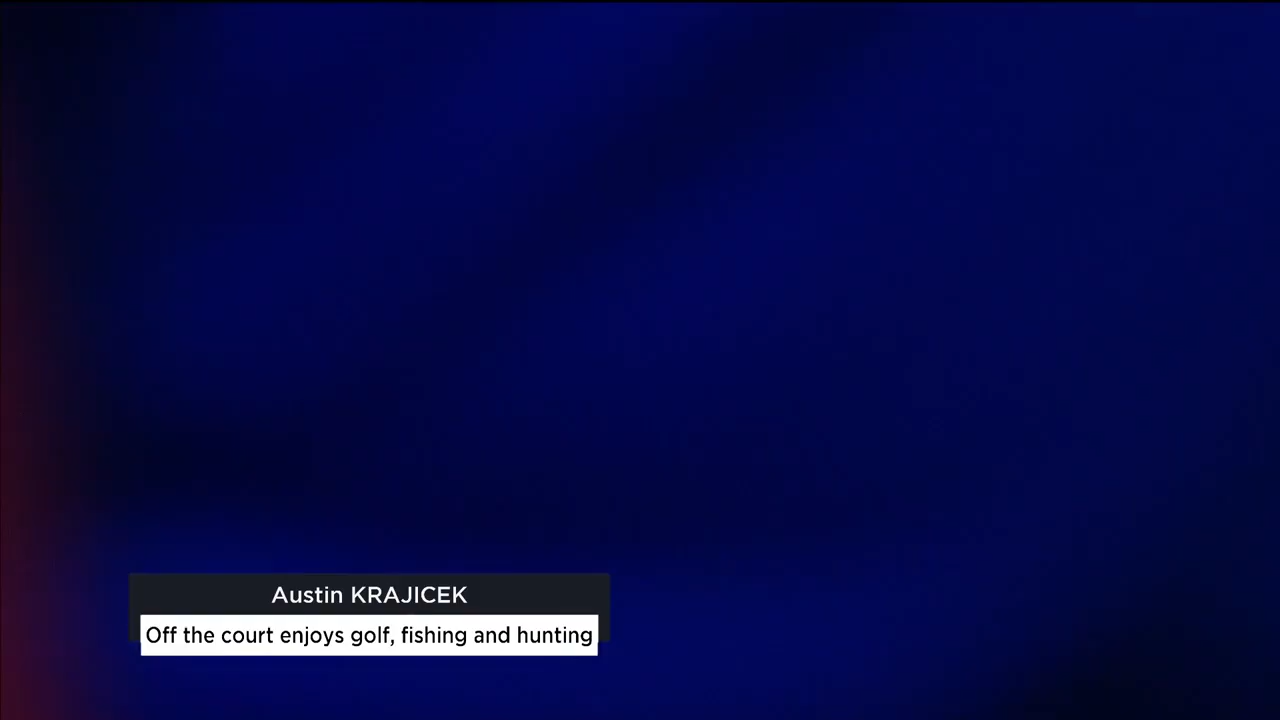 Austin KRAJICEK
Off the court enjoys golf, fishing and hunting